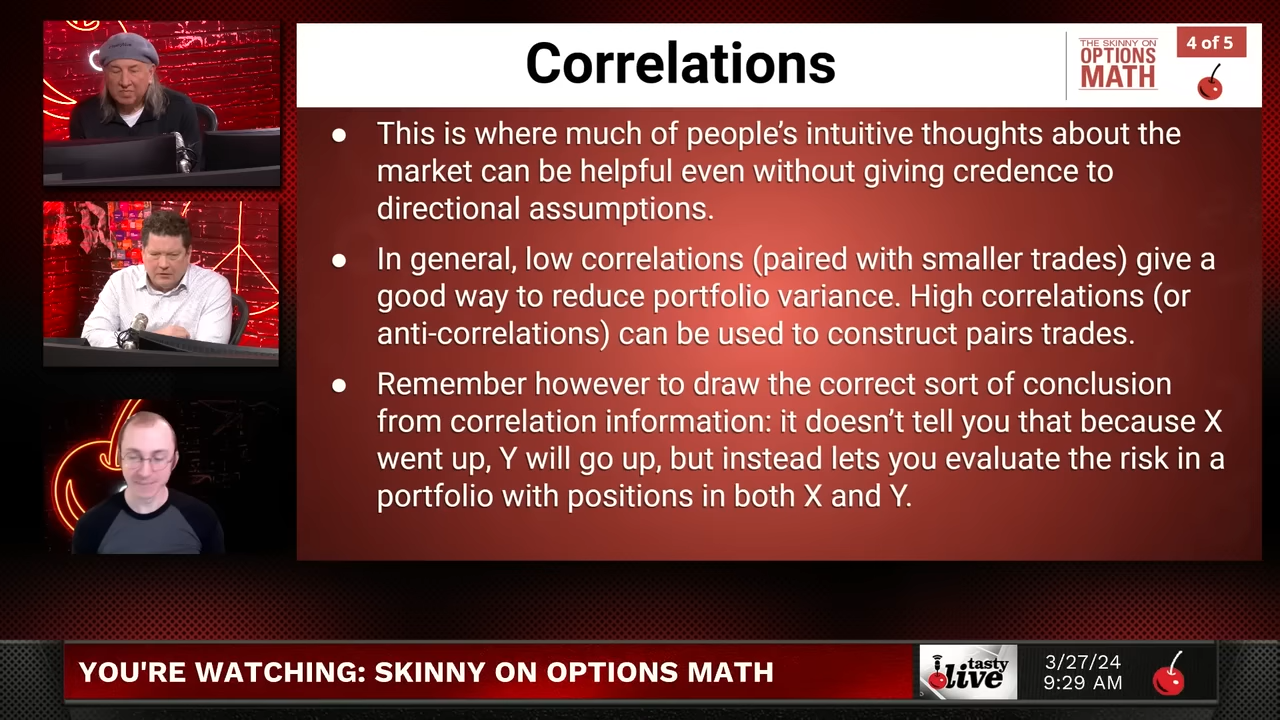 Correlations
THE SKINNY ON
OPTIONS
MATH
4 of 5
● This is where much of people’s intuitive thoughts about the
market can be helpful even without giving credence to
directional assumptions.
● In general, low correlations (paired with smaller trades) give a
good way to reduce portfolio variance. High correlations (or
anti-correlations) can be used to construct pairs trades.
● Remember however to draw the correct sort of conclusion
from correlation information: it doesn’t tell you that because X
went up, Y will go up, but instead lets you evaluate the risk in a
portfolio with positions in both X and Y.
YOU'RE WATCHING: SKINNY ON OPTIONS MATH
tasty
live
3/27/24
9:29 AM